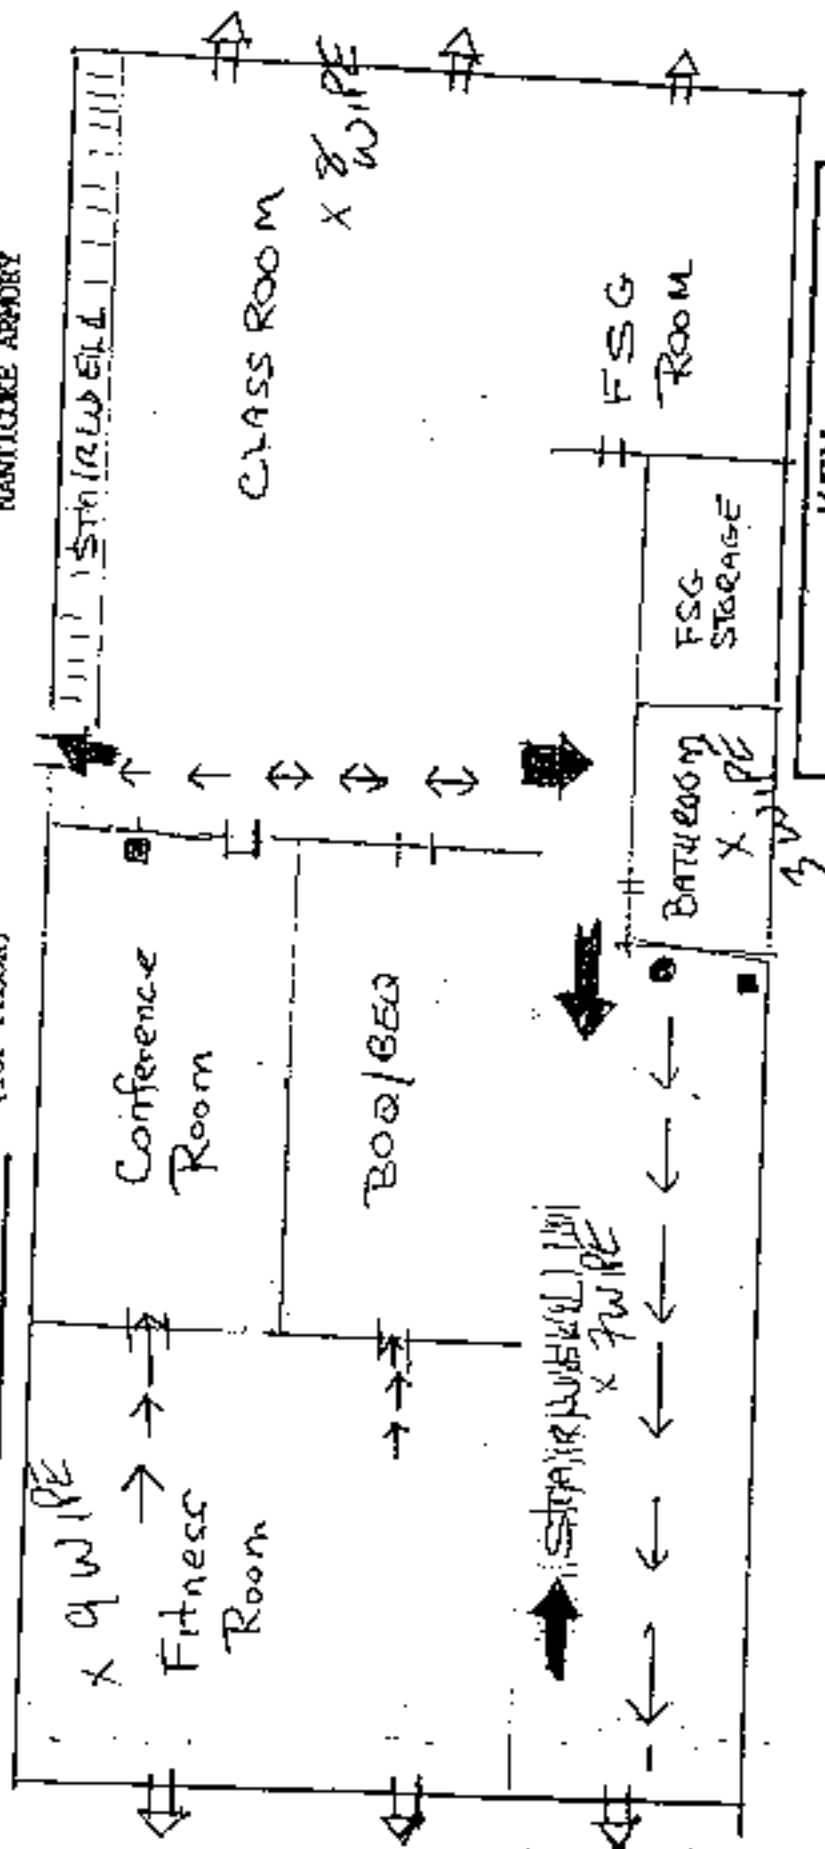 NANTICOKE ARMORY
STAIRWELL
CLASS ROOM
X 8
WIPE
FSG
ROOM
FSG
STORAGE
BATHROOM
X
3 WIPE
Conference
Room
BOQ/BEQ
STAIRWELL
X 7 WIPE
X 9 WIPE
Fitness
Room
KEY